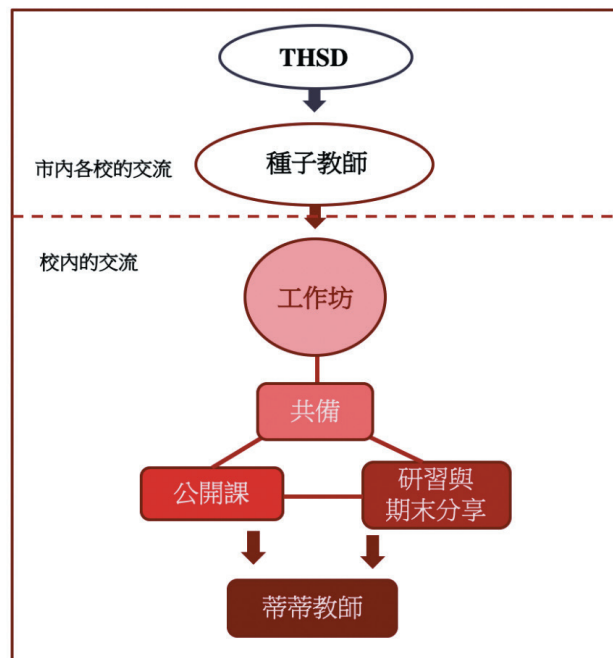 THSD
種子教師
市內各校的交流
校內的交流
工作坊
共備
公開課
研習與
期末分享
蒂蒂教師